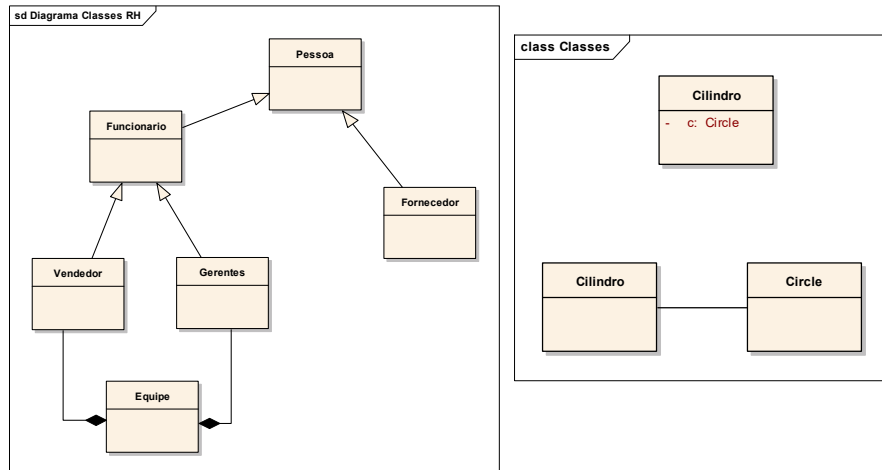 sd Diagrama Classes RH
Pessoa
Funcionario
Fornecedor
Vendedor
Gerentes
Equipe
class Classes
Cilindro
- c: Circle
Cilindro
Circle